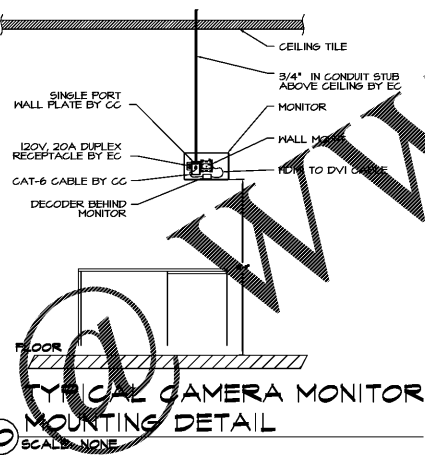 CEILING TILE
3/4" IN CONDUIT STUB
ABOVE CEILING BY EC
SINGLE PORT
WALL PLATE BY CC
MONITOR
120V, 20A DUPLEX
RECEPTACLE BY EC
WALL MOUNT
HDMI TO DVI CABLE
CAT-6 CABLE BY CC
DECODER BEHIND
MONITOR
FLOOR
TYPICAL CAMERA MONITOR
MOUNTING DETAIL
SCALE: NONE
@ WW